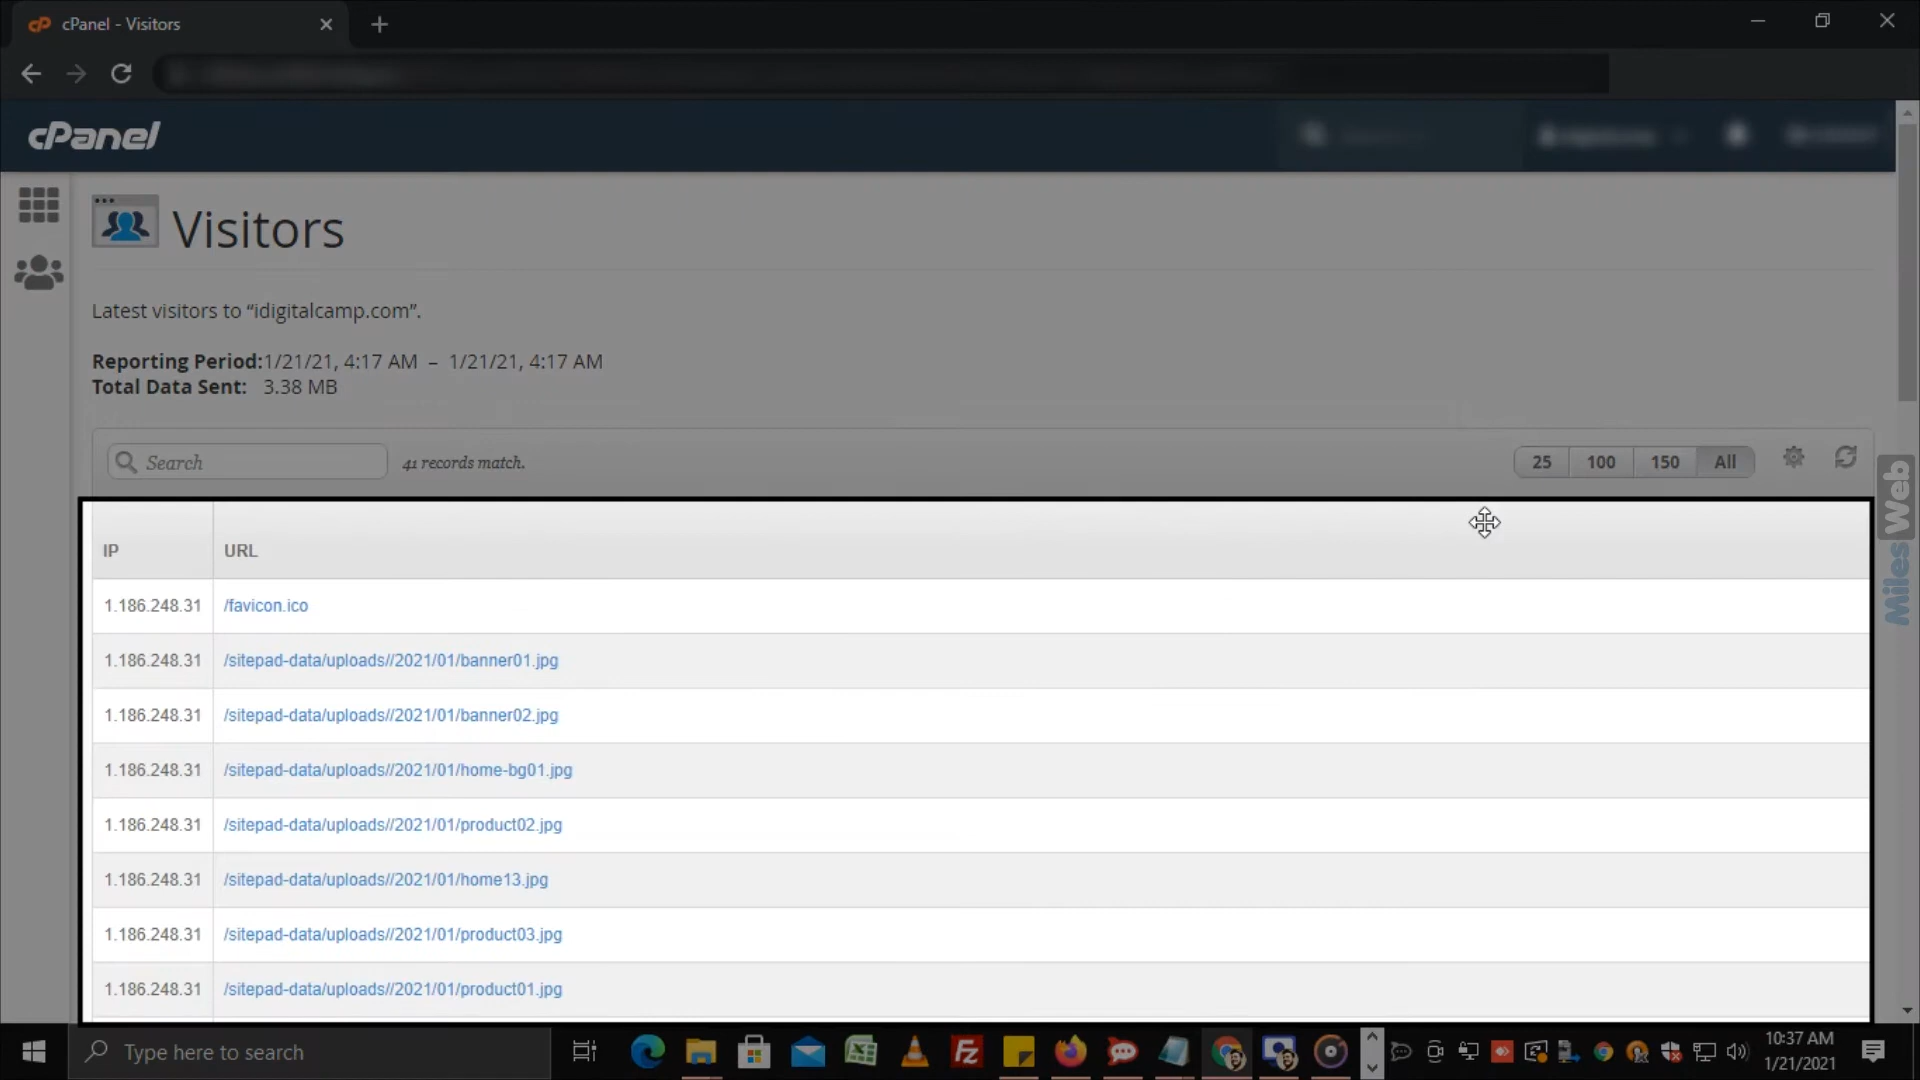 cPanel - Visitors
cPanel
Visitors
Latest visitors to “idigitalcamp.com”.
Reporting Period:1/21/21, 4:17 AM – 1/21/21, 4:17 AM
Total Data Sent: 3.38 MB
Search
41 records match.
25 100 150 All
IP URL
1.186.248.31 /favicon.ico
1.186.248.31 /sitepad-data/uploads//2021/01/banner01.jpg
1.186.248.31 /sitepad-data/uploads//2021/01/banner02.jpg
1.186.248.31 /sitepad-data/uploads//2021/01/home-bg01.jpg
1.186.248.31 /sitepad-data/uploads//2021/01/product02.jpg
1.186.248.31 /sitepad-data/uploads//2021/01/home13.jpg
1.186.248.31 /sitepad-data/uploads//2021/01/product03.jpg
1.186.248.31 /sitepad-data/uploads//2021/01/product01.jpg
MilesWeb
Type here to search
10:37 AM
1/21/2021